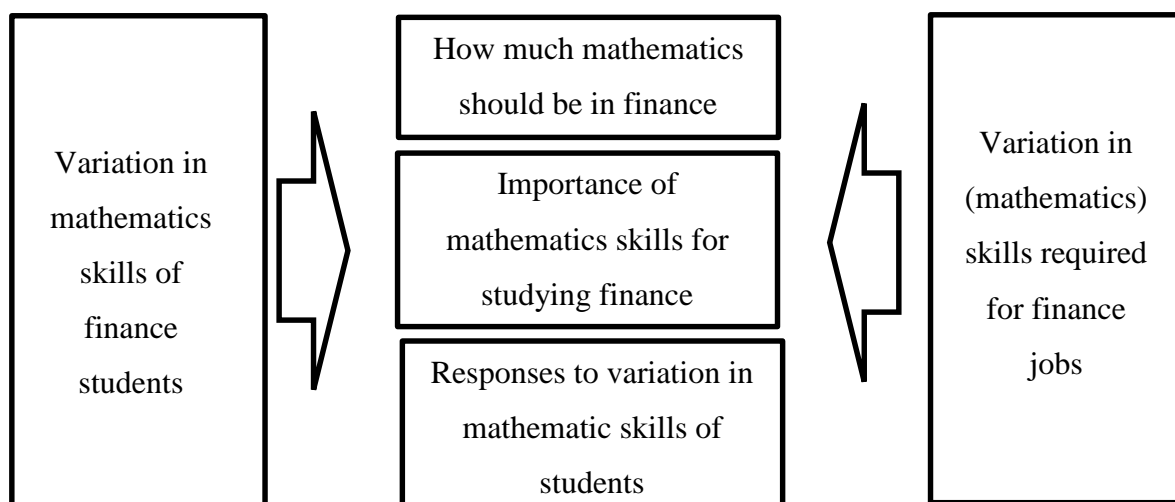 Variation in
mathematics
skills of
finance
students
How much mathematics
should be in finance
Importance of
mathematics skills for
studying finance
Responses to variation in
mathematic skills of
students
Variation in
(mathematics)
skills required
for finance
jobs